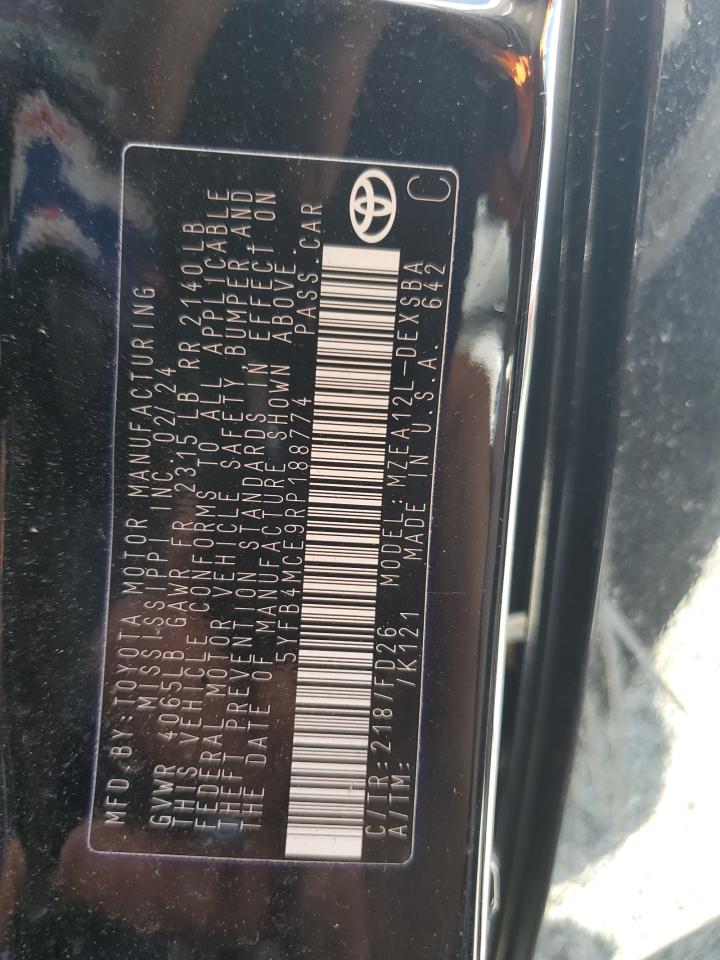 MFD BY:TOYOTA MOTOR MANUFACTURING
MISSISSIPPI INC.02/24
GVWR 4065LB GAWR FR 2315 LB RR 2140LB
THIS VEHICLE CONFORMS TO ALL APPLICABLE
FEDERAL MOTOR VEHICLE SAFETY BUMPER AND
THEFT PREVENTION STANDARDS IN EFFECT ON
THE DATE OF MANUFACTURE SHOWN ABOVE.
5YFB4MCE9RP188774 PASS.CAR
C/TR:218 /FD26 MODEL:MZEA12L-DEXSBA
A/TM: /K121 MADE IN U.S.A. 642
C